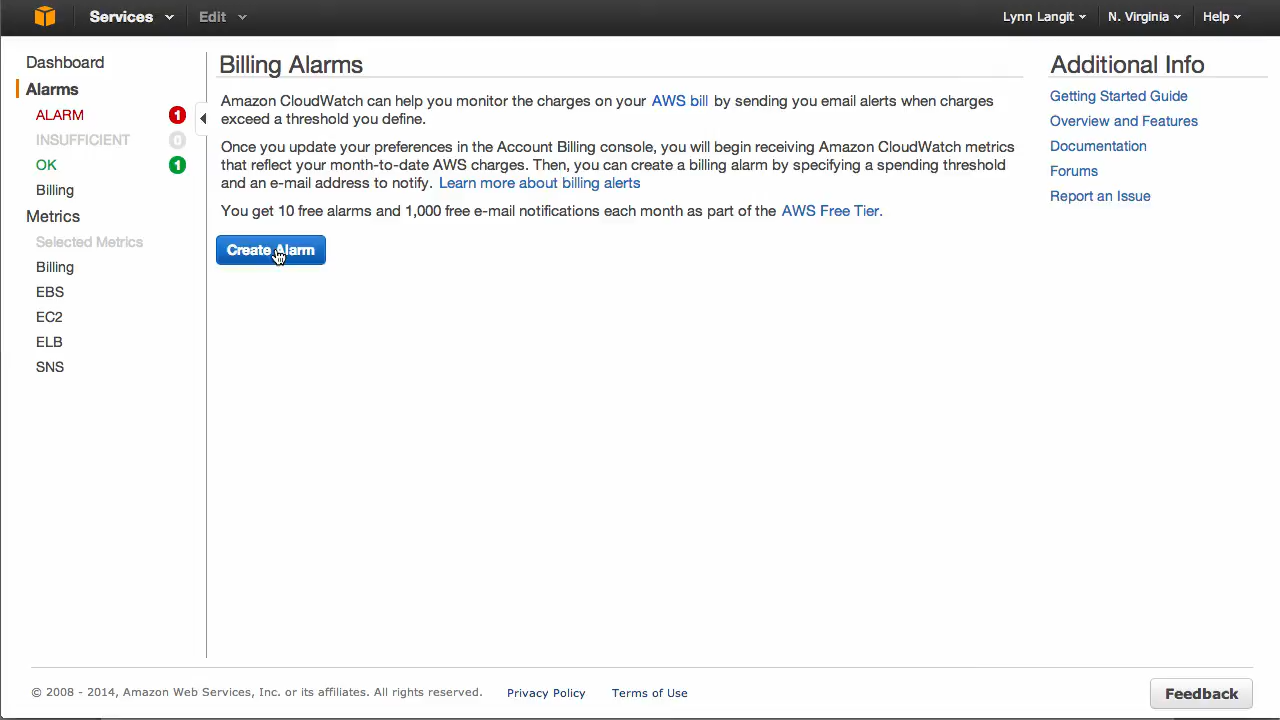 Services Edit Lynn Langit N. Virginia Help
Dashboard
Alarms
ALARM 1
INSUFFICIENT 0
OK 1
Billing
Metrics
Selected Metrics
Billing
EBS
EC2
ELB
SNS
Billing Alarms
Amazon CloudWatch can help you monitor the charges on your AWS bill by sending you email alerts when charges
exceed a threshold you define.
Once you update your preferences in the Account Billing console, you will begin receiving Amazon CloudWatch metrics
that reflect your month-to-date AWS charges. Then, you can create a billing alarm by specifying a spending threshold
and an e-mail address to notify. Learn more about billing alerts
You get 10 free alarms and 1,000 free e-mail notifications each month as part of the AWS Free Tier.
Create Alarm
Additional Info
Getting Started Guide
Overview and Features
Documentation
Forums
Report an Issue
© 2008 - 2014, Amazon Web Services, Inc. or its affiliates. All rights reserved. Privacy Policy Terms of Use
Feedback